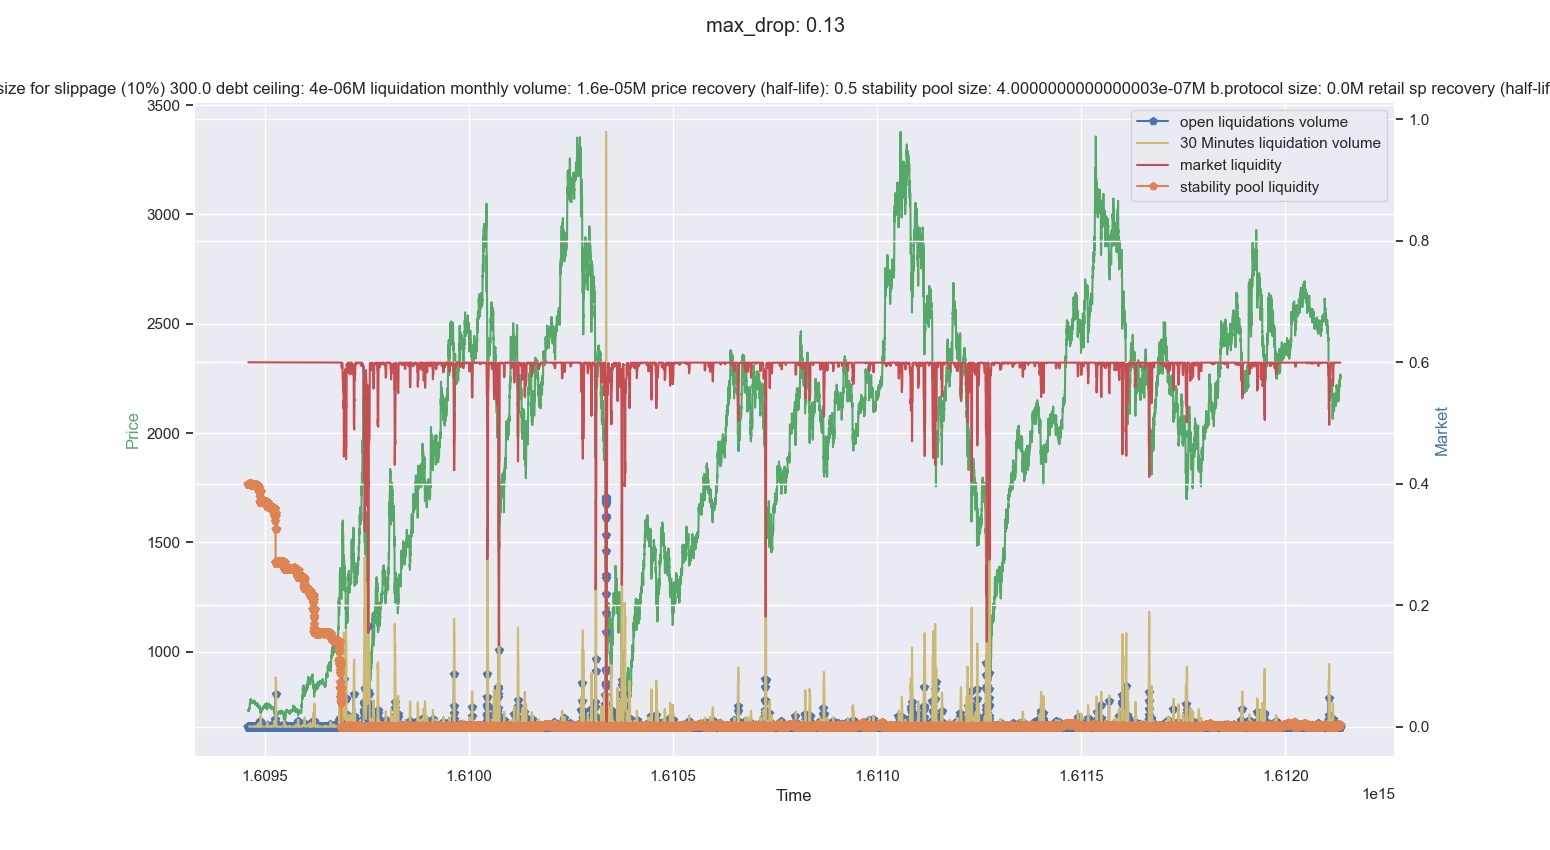 max_drop: 0.13
size for slippage (10%) 300.0 debt ceiling: 4e-06M liquidation monthly volume: 1.6e-05M price recovery (half-life): 0.5 stability pool size: 4.0000000000000003e-07M b.protocol size: 0.0M retail sp recovery (half-lif
3500
3000
2500
2000
1500
1000
Price
open liquidations volume
30 Minutes liquidation volume
market liquidity
stability pool liquidity
1.0
0.8
0.6
0.4
0.2
0.0
Market
1.6095
1.6100
1.6105
1.6110
1.6115
1.6120
Time
1e15